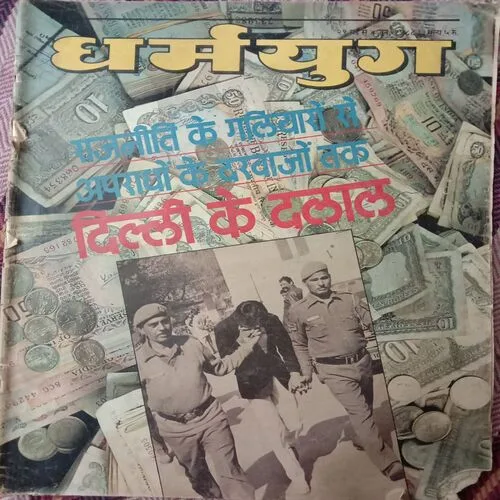 धर्मयुग
राजनीति के गलियारों से
अपराधों के दरवाजों तक
दिल्ली के दलाल